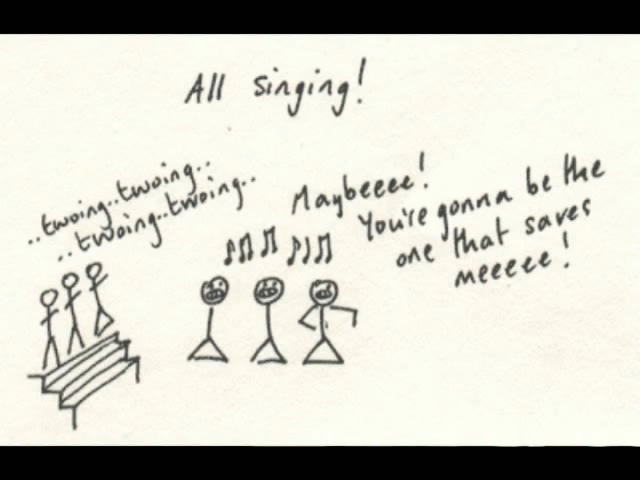 All singing!
..twoing..twoing..
..twoing..twoing..
Maybeeee!
You're gonna be the
one that saves
meeeee!